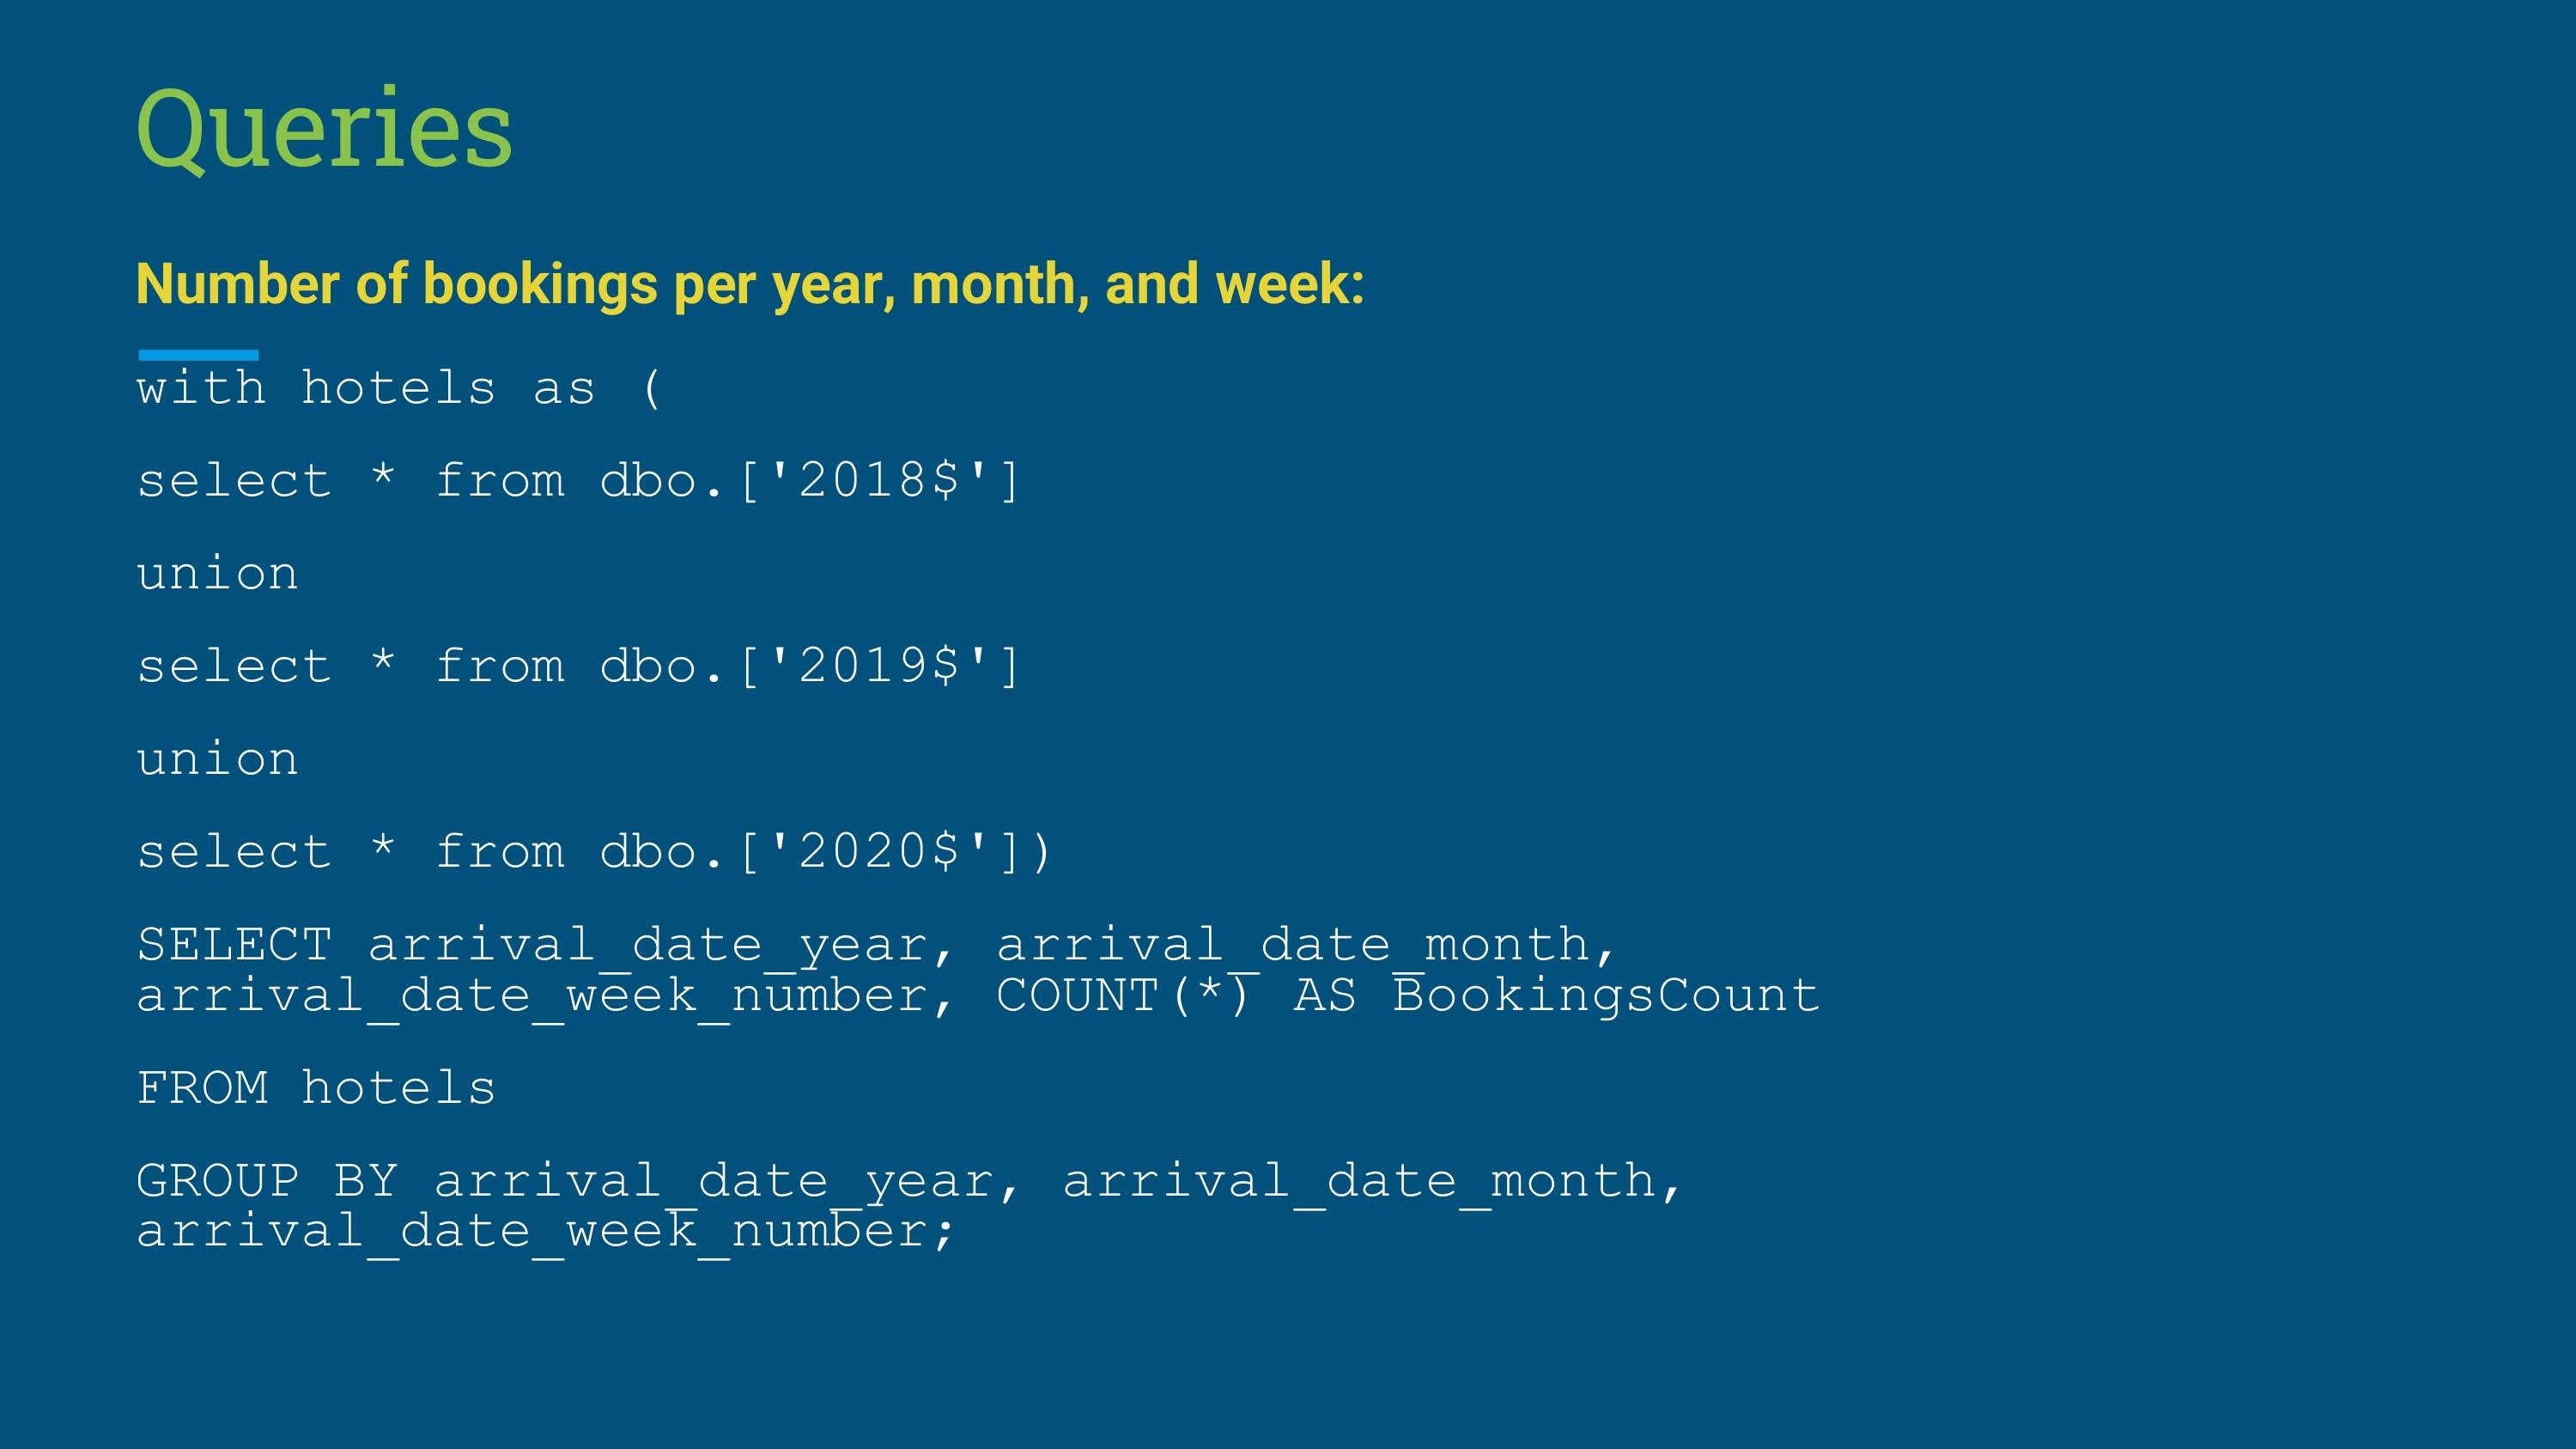 Queries
Number of bookings per year, month, and week:
with hotels as (
select * from dbo.['2018$']
union
select * from dbo.['2019$']
union
select * from dbo.['2020$'])
SELECT arrival_date_year, arrival_date_month,
arrival_date_week_number, COUNT(*) AS BookingsCount
FROM hotels
GROUP BY arrival_date_year, arrival_date_month,
arrival_date_week_number;